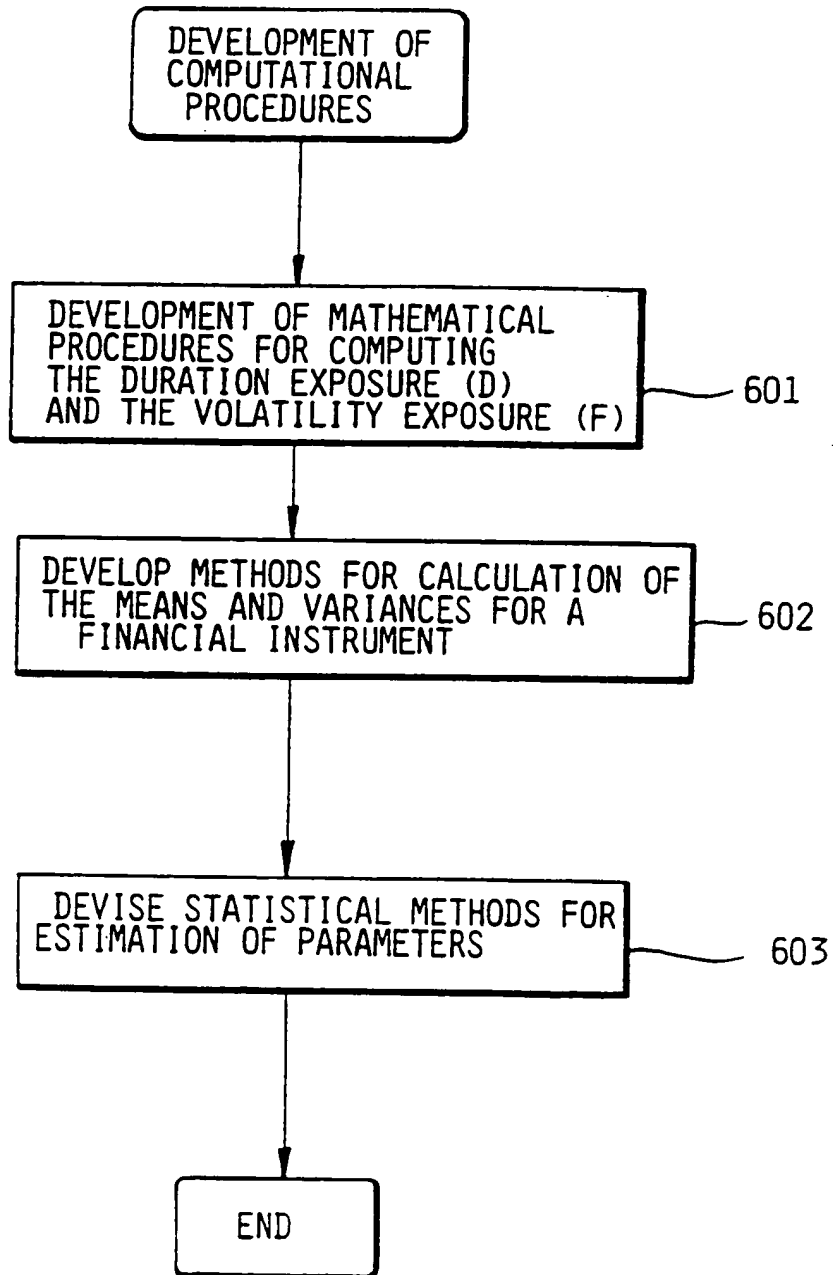 DEVELOPMENT OF
COMPUTATIONAL
PROCEDURES
DEVELOPMENT OF MATHEMATICAL
PROCEDURES FOR COMPUTING
THE DURATION EXPOSURE (D)
AND THE VOLATILITY EXPOSURE (F)
601
DEVELOP METHODS FOR CALCULATION OF
THE MEANS AND VARIANCES FOR A
FINANCIAL INSTRUMENT
602
DEVISE STATISTICAL METHODS FOR
ESTIMATION OF PARAMETERS
603
END